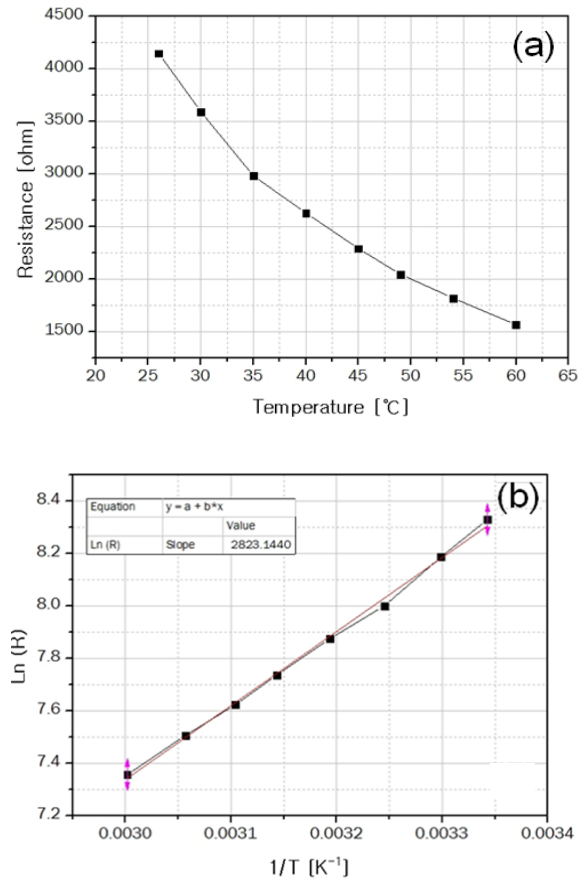 (a)
4500
4000
3500
3000
2500
2000
1500
Resistance [ohm]
20 25 30 35 40 45 50 55 60 65
Temperature [℃]
(b)
8.4
8.2
8.0
7.8
7.6
7.4
7.2
Ln (R)
Equation y = a + b*x
Value
Ln (R) Slope 2823.1440
0.0030 0.0031 0.0032 0.0033 0.0034
1/T [K⁻¹]